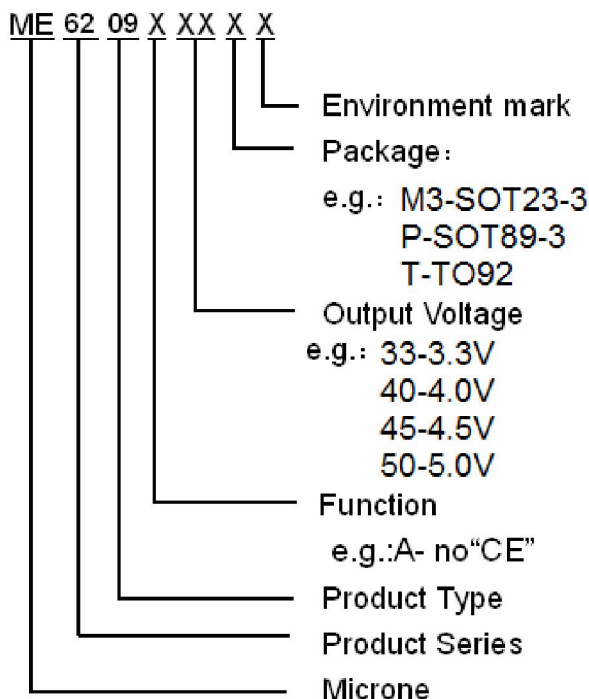 ME 62 09 X XX X X
Environment mark
Package：
e.g.：M3-SOT23-3
P-SOT89-3
T-TO92
Output Voltage
e.g.：33-3.3V
40-4.0V
45-4.5V
50-5.0V
Function
e.g.:A- no“CE”
Product Type
Product Series
Microne